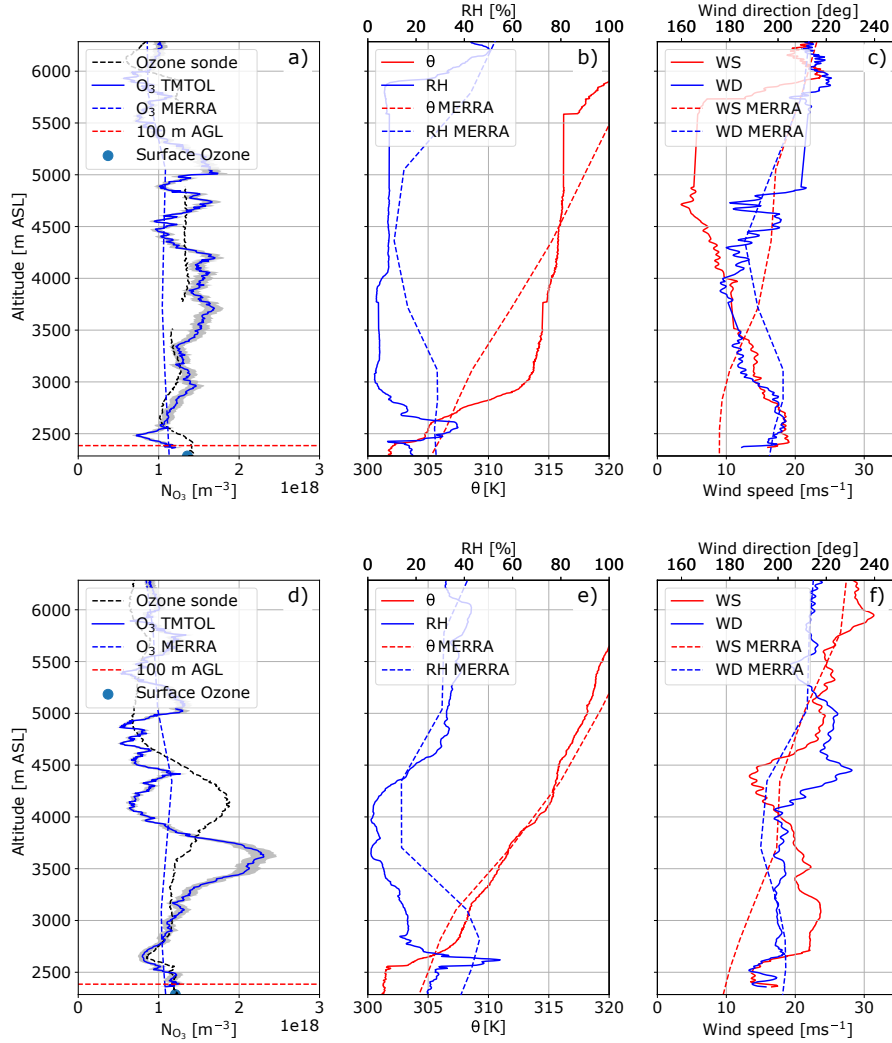 RH [%]
Wind direction [deg]
0 20 40 60 80 100
160 180 200 220 240
a)
Ozone sonde
O3 TMTOL
O3 MERRA
100 m AGL
Surface Ozone
b)
θ
RH
θ MERRA
RH MERRA
c)
WS
WD
WS MERRA
WD MERRA
Altitude [m ASL]
6000
5500
5000
4500
4000
3500
3000
2500
0 1 2 3
1e18
N_O3 [m⁻³]
300 305 310 315 320
θ [K]
0 10 20 30
Wind speed [ms⁻¹]
RH [%]
Wind direction [deg]
0 20 40 60 80 100
160 180 200 220 240
d)
Ozone sonde
O3 TMTOL
O3 MERRA
100 m AGL
Surface Ozone
e)
θ
RH
θ MERRA
RH MERRA
f)
WS
WD
WS MERRA
WD MERRA
Altitude [m ASL]
6000
5500
5000
4500
4000
3500
3000
2500
0 1 2 3
1e18
N_O3 [m⁻³]
300 305 310 315 320
θ [K]
0 10 20 30
Wind speed [ms⁻¹]